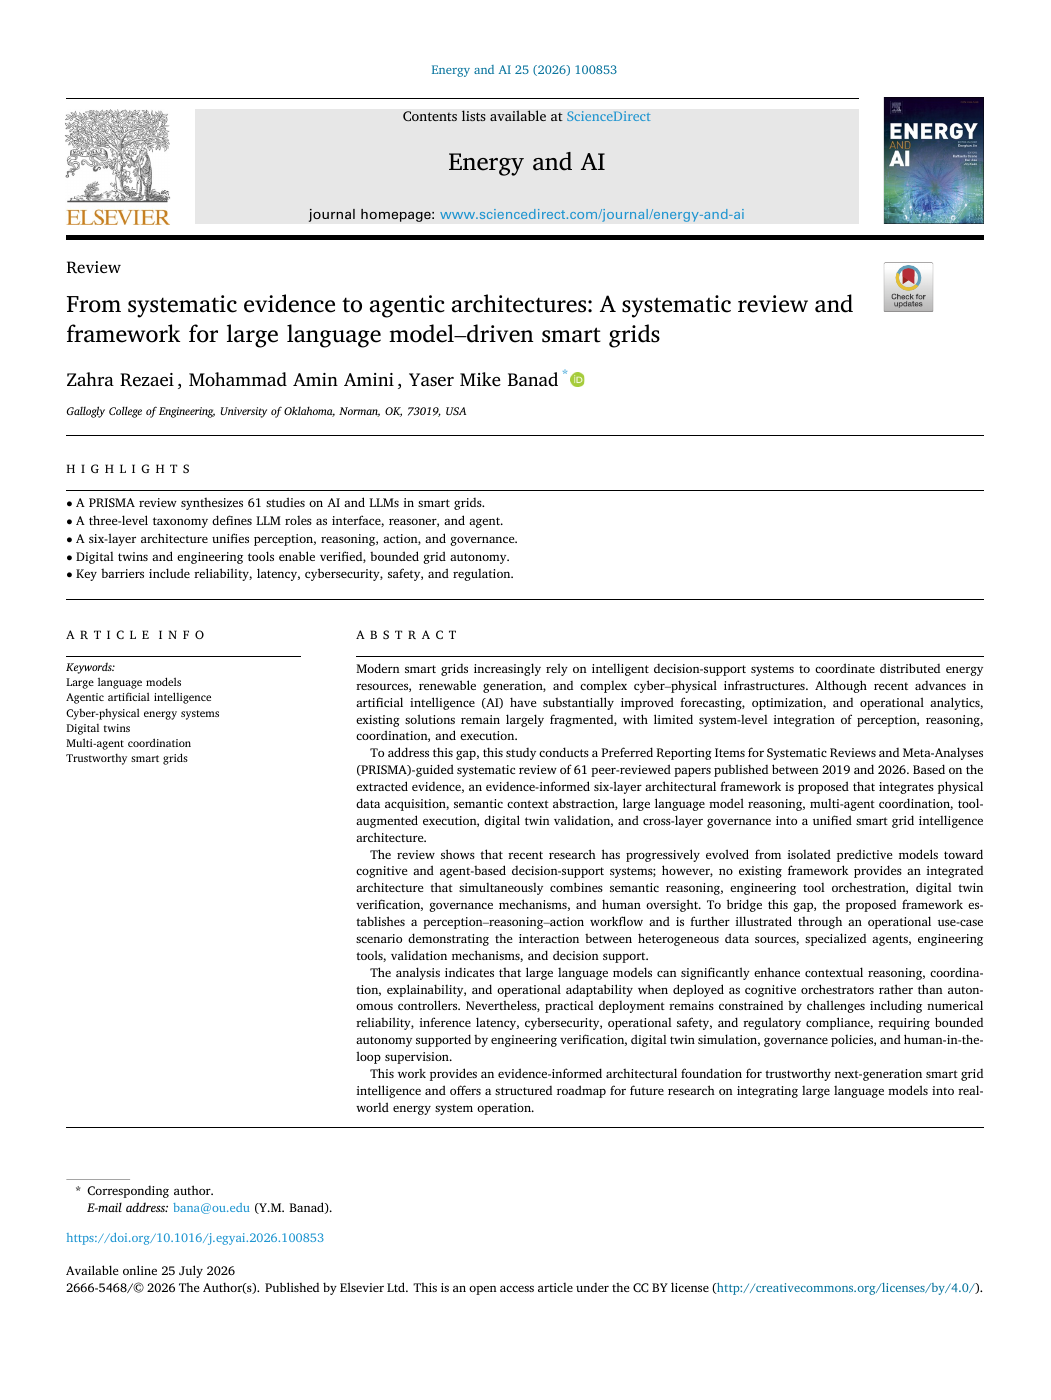 Energy and AI 25 (2026) 100853
Contents lists available at ScienceDirect
Energy and AI
journal homepage: www.sciencedirect.com/journal/energy-and-ai
ELSEVIER
ENERGY
AND
AI
Review
Check for
updates
From systematic evidence to agentic architectures: A systematic review and
framework for large language model–driven smart grids
Zahra Rezaei, Mohammad Amin Amini, Yaser Mike Banad *
iD
Gallogly College of Engineering, University of Oklahoma, Norman, OK, 73019, USA
HIGHLIGHTS
• A PRISMA review synthesizes 61 studies on AI and LLMs in smart grids.
• A three-level taxonomy defines LLM roles as interface, reasoner, and agent.
• A six-layer architecture unifies perception, reasoning, action, and governance.
• Digital twins and engineering tools enable verified, bounded grid autonomy.
• Key barriers include reliability, latency, cybersecurity, safety, and regulation.
ARTICLE INFO
Keywords:
Large language models
Agentic artificial intelligence
Cyber-physical energy systems
Digital twins
Multi-agent coordination
Trustworthy smart grids
ABSTRACT
Modern smart grids increasingly rely on intelligent decision-support systems to coordinate distributed energy
resources, renewable generation, and complex cyber–physical infrastructures. Although recent advances in
artificial intelligence (AI) have substantially improved forecasting, optimization, and operational analytics,
existing solutions remain largely fragmented, with limited system-level integration of perception, reasoning,
coordination, and execution.
To address this gap, this study conducts a Preferred Reporting Items for Systematic Reviews and Meta-Analyses
(PRISMA)-guided systematic review of 61 peer-reviewed papers published between 2019 and 2026. Based on the
extracted evidence, an evidence-informed six-layer architectural framework is proposed that integrates physical
data acquisition, semantic context abstraction, large language model reasoning, multi-agent coordination, tool-
augmented execution, digital twin validation, and cross-layer governance into a unified smart grid intelligence
architecture.
The review shows that recent research has progressively evolved from isolated predictive models toward
cognitive and agent-based decision-support systems; however, no existing framework provides an integrated
architecture that simultaneously combines semantic reasoning, engineering tool orchestration, digital twin
verification, governance mechanisms, and human oversight. To bridge this gap, the proposed framework es-
tablishes a perception–reasoning–action workflow and is further illustrated through an operational use-case
scenario demonstrating the interaction between heterogeneous data sources, specialized agents, engineering
tools, validation mechanisms, and decision support.
The analysis indicates that large language models can significantly enhance contextual reasoning, coordina-
tion, explainability, and operational adaptability when deployed as cognitive orchestrators rather than auton-
omous controllers. Nevertheless, practical deployment remains constrained by challenges including numerical
reliability, inference latency, cybersecurity, operational safety, and regulatory compliance, requiring bounded
autonomy supported by engineering verification, digital twin simulation, governance policies, and human-in-the-
loop supervision.
This work provides an evidence-informed architectural foundation for trustworthy next-generation smart grid
intelligence and offers a structured roadmap for future research on integrating large language models into real-
world energy system operation.
* Corresponding author.
E-mail address: bana@ou.edu (Y.M. Banad).
https://doi.org/10.1016/j.egyai.2026.100853
Available online 25 July 2026
2666-5468/© 2026 The Author(s). Published by Elsevier Ltd. This is an open access article under the CC BY license (http://creativecommons.org/licenses/by/4.0/).